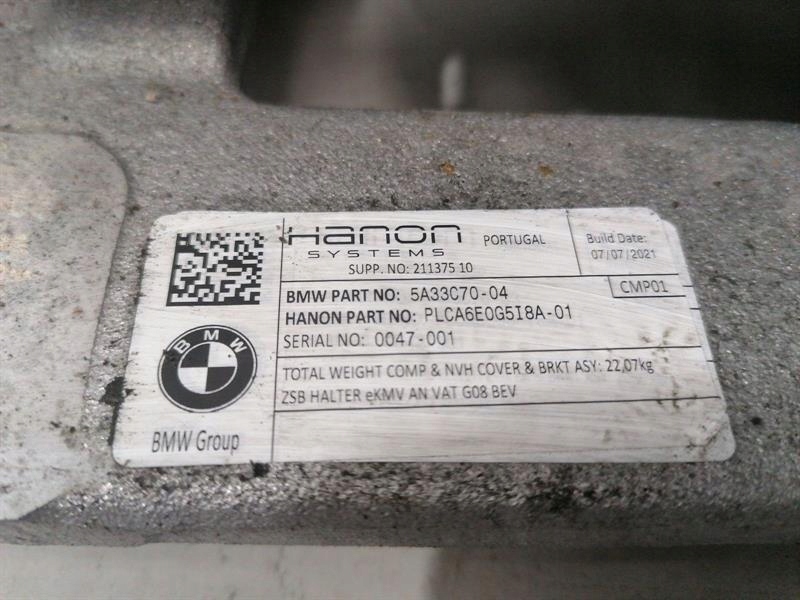 Hanon
SYSTEMS
PORTUGAL
SUPP. NO: 211375 10
Build Date:
07/07/2021
BMW PART NO: 5A33C70-04
CMP01
HANON PART NO: PLCA6E0G5I8A-01
SERIAL NO: 0047-001
TOTAL WEIGHT COMP & NVH COVER & BRKT ASY: 22,07kg
ZSB HALTER eKMV AN VAT G08 BEV
BMW
BMW Group